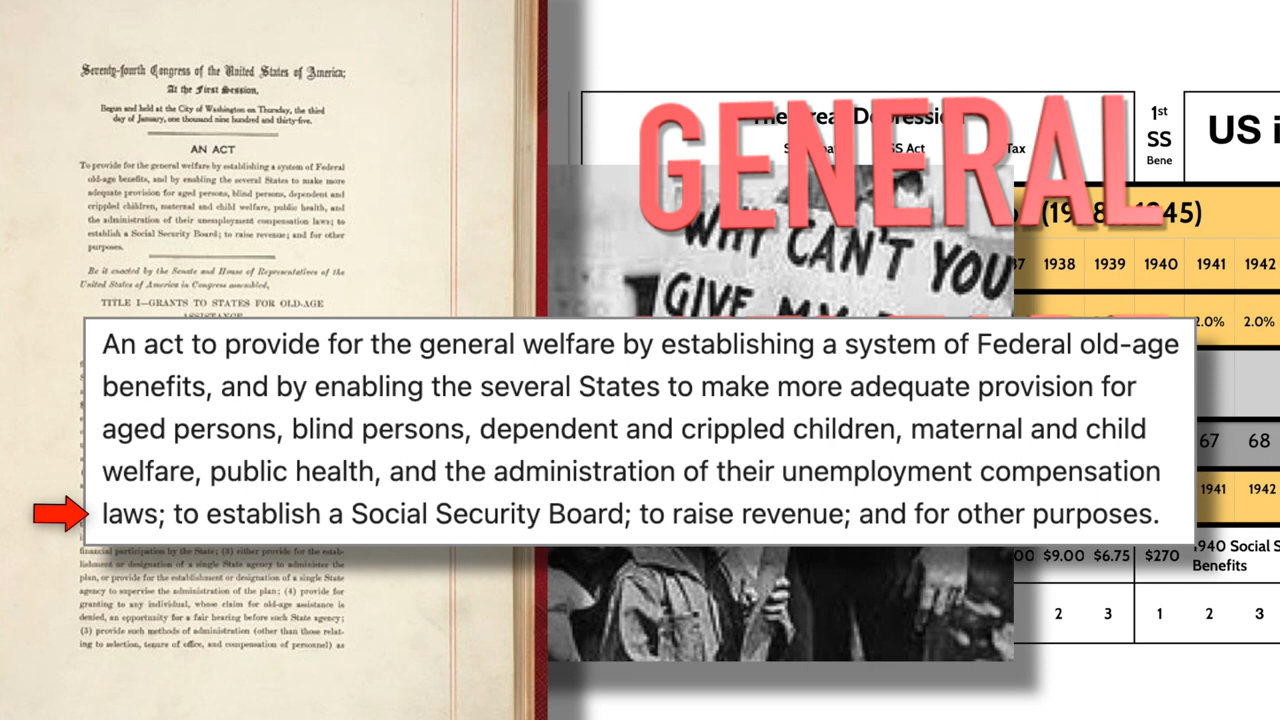 Seventy-fourth Congress of the United States of America;
At the First Session,
Begun and held at the City of Washington on Thursday, the third
day of January, one thousand nine hundred and thirty-five.
AN ACT
To provide for the general welfare by establishing a system of Federal
old-age benefits, and by enabling the several States to make more
adequate provision for aged persons, blind persons, dependent and
crippled children, maternal and child welfare, public health, and
the administration of their unemployment compensation laws; to
establish a Social Security Board; to raise revenue; and for other
purposes.
Be it enacted by the Senate and House of Representatives of the
United States of America in Congress assembled,
TITLE I—GRANTS TO STATES FOR OLD-AGE
ASSISTANCE
An act to provide for the general welfare by establishing a system of Federal old-age
benefits, and by enabling the several States to make more adequate provision for
aged persons, blind persons, dependent and crippled children, maternal and child
welfare, public health, and the administration of their unemployment compensation
laws; to establish a Social Security Board; to raise revenue; and for other purposes.
financial participation by the State; (3) either provide for the estab-
lishment or designation of a single State agency to administer the
plan, or provide for the establishment or designation of a single State
agency to supervise the administration of the plan; (4) provide for
granting to any individual, whose claim for old-age assistance is
denied, an opportunity for a fair hearing before such State agency;
(5) provide such methods of administration (other than those relat-
ing to selection, tenure of office, and compensation of personnel) as
GENERAL
SS Act
Tax
1st
SS
Bene
US i
WHY CAN'T YOU
GIVE MY
45)
1938 1939 1940 1941 1942
2.0% 2.0%
67 68
1941 1942
$9.00 $6.75 $270
1940 Social S
Benefits
2 3 1 2 3